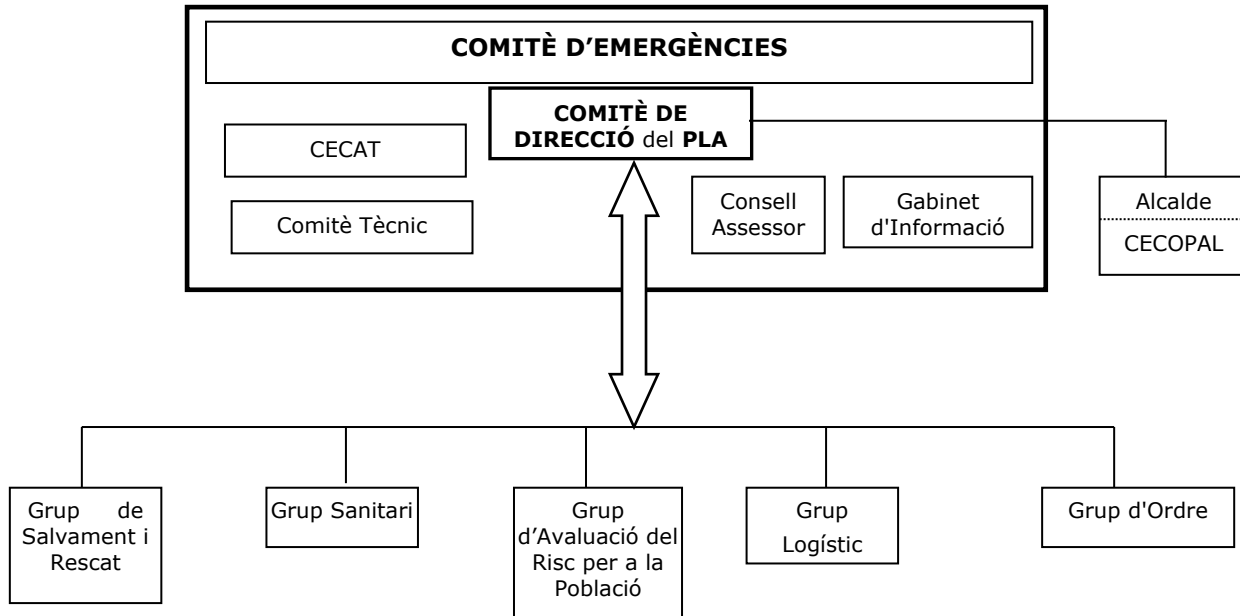 COMITÈ D’EMERGÈNCIES
COMITÈ DE
DIRECCIÓ del PLA
CECAT
Comitè Tècnic
Consell
Assessor
Gabinet
d'Informació
Alcalde
CECOPAL
Grup de
Salvament i
Rescat
Grup Sanitari
Grup
d’Avaluació del
Risc per a la
Població
Grup
Logístic
Grup d'Ordre